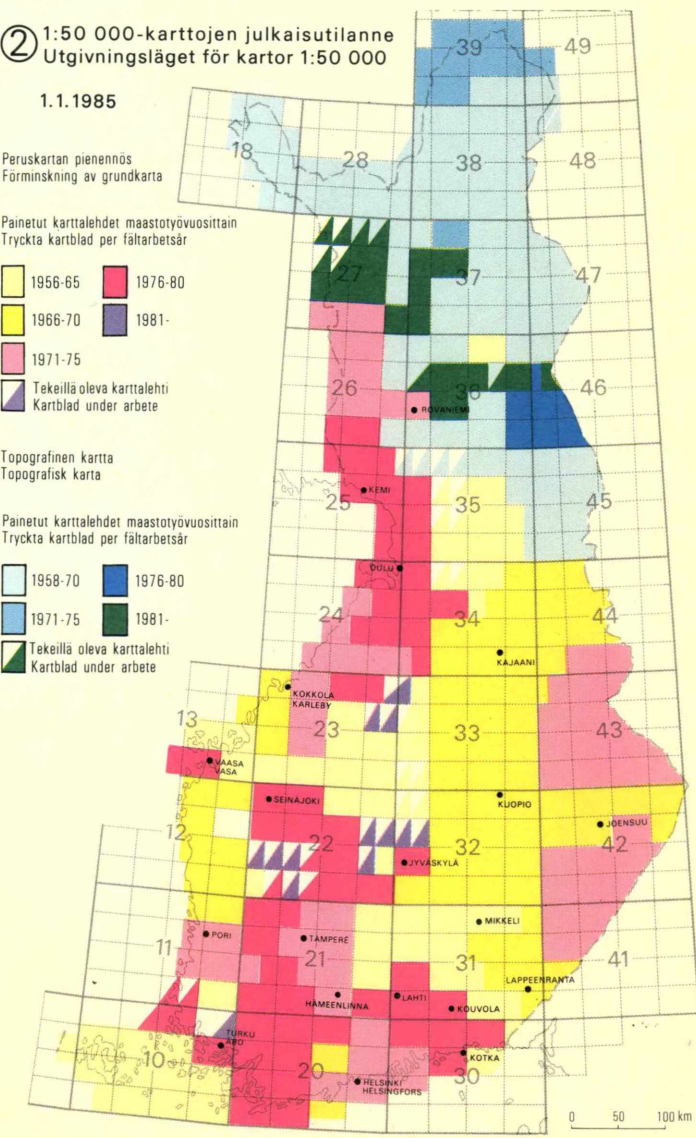 ② 1:50 000-karttojen julkaisutilanne
Utgivningsläget för kartor 1:50 000
1.1.1985
Peruskartan pienennös
Förminskning av grundkarta
Painetut karttalehdet maastotyövuosittain
Tryckta kartblad per fältarbetsår
1956-65 1976-80
1966-70 1981-
1971-75
Tekeillä oleva karttalehti
Kartblad under arbete
Topografinen kartta
Topografisk karta
Painetut karttalehdet maastotyövuosittain
Tryckta kartblad per fältarbetsår
1958-70 1976-80
1971-75 1981-
Tekeillä oleva karttalehti
Kartblad under arbete
39 49
18 28 38 48
27 37 47
26 36 46
ROVANIEMI
25 35 45
KEMI
OULU
24 34 44
KAJAANI
KOKKOLA
KARLEBY
13 23 33 43
VAASA
VASA
SEINÄJOKI
KUOPIO
JOENSUU
12 22 32 42
JYVÄSKYLÄ
MIKKELI
PORI
TAMPERE
11 21 31 41
LAPPEENRANTA
HÄMEENLINNA
LAHTI
KOUVOLA
TURKU
ÅBO
KOTKA
10 20 30
HELSINKI
HELSINGFORS
0 50 100 km